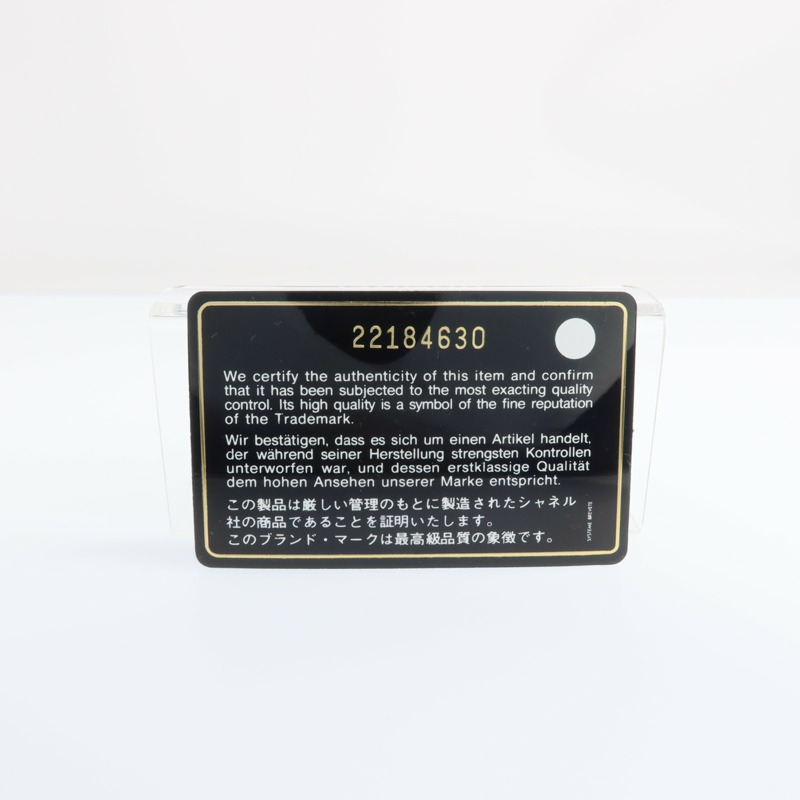 22184630
We certify the authenticity of this item and confirm
that it has been subjected to the most exacting quality
control. Its high quality is a symbol of the fine reputation
of the Trademark.
Wir bestätigen, dass es sich um einen Artikel handelt,
der während seiner Herstellung strengsten Kontrollen
unterworfen war, und dessen erstklassige Qualität
dem hohen Ansehen unserer Marke entspricht.
この製品は厳しい管理のもとに製造されたシャネル
社の商品であることを証明いたします。
このブランド・マークは最高級品質の象徴です。
SYSTEME BREVETE